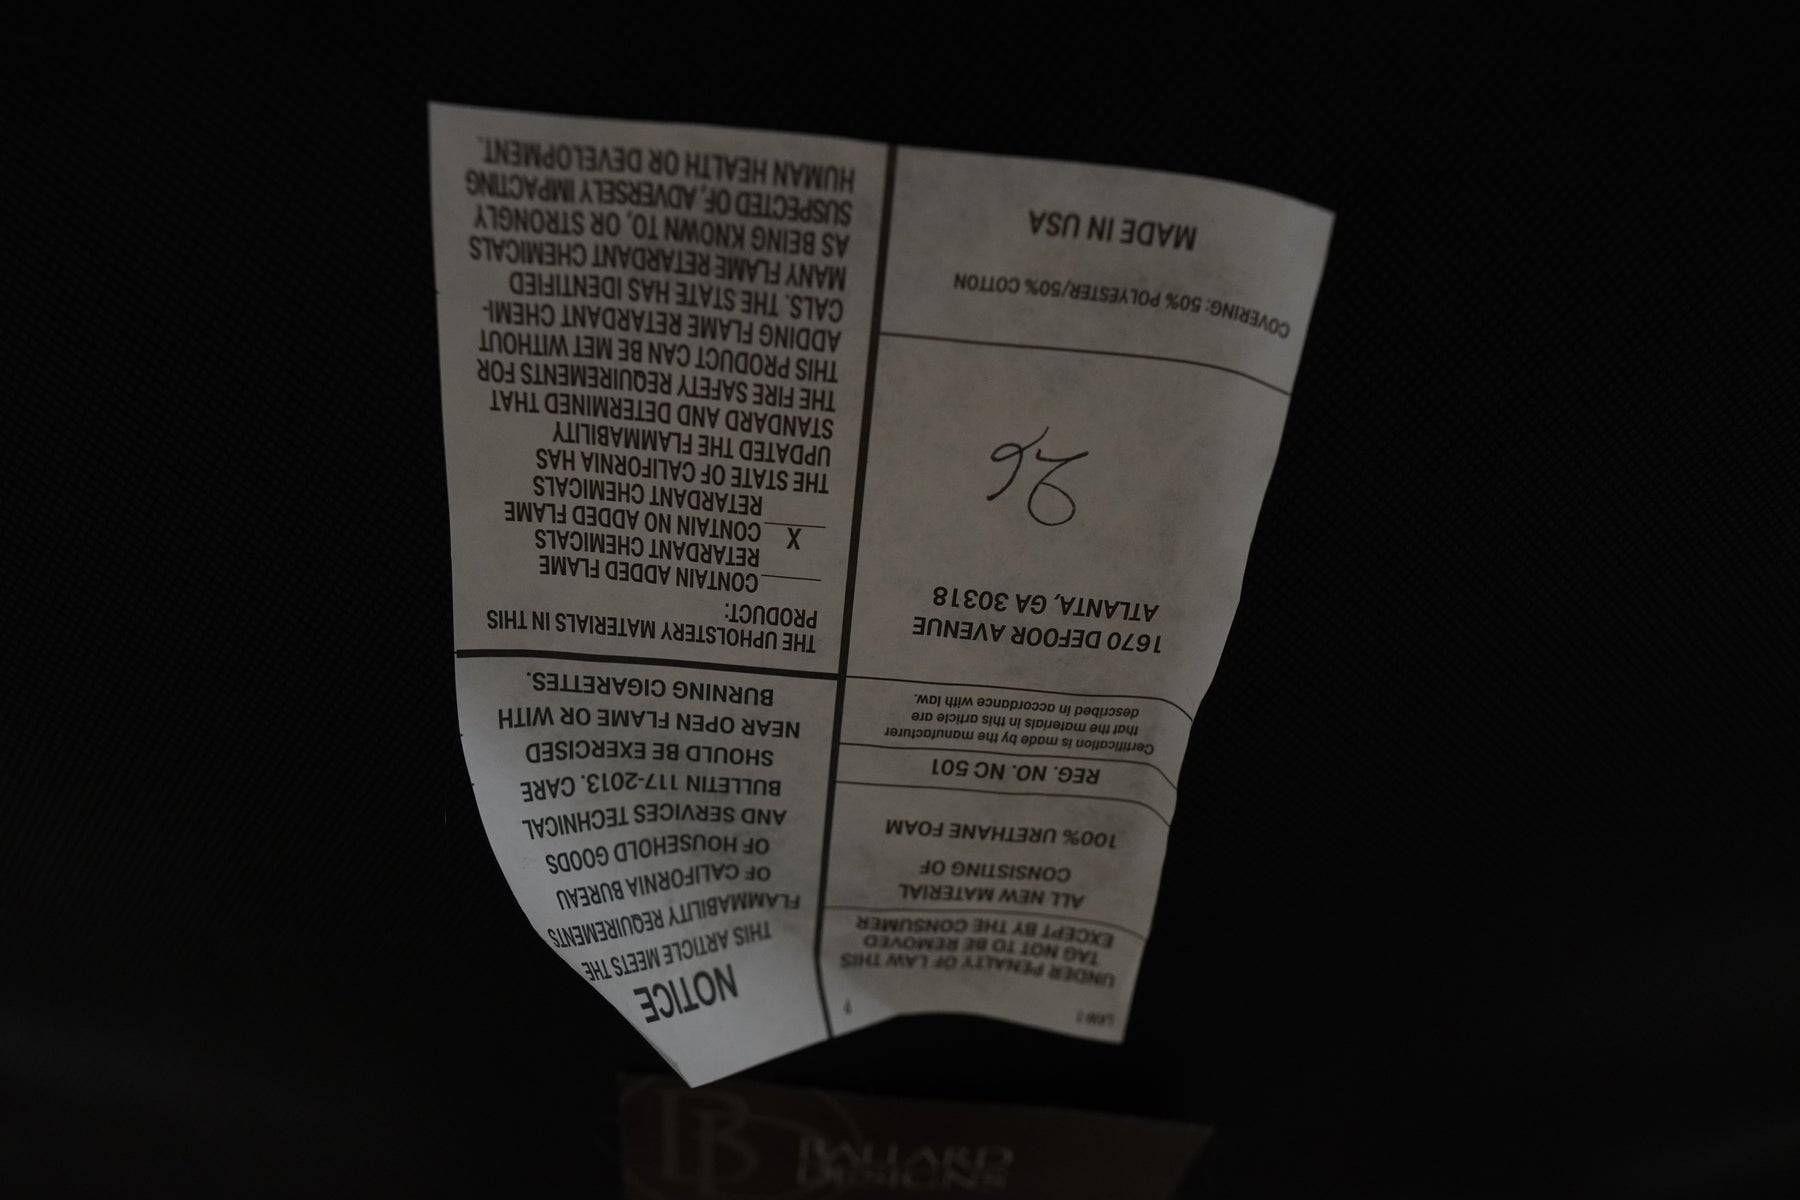 UNDER PENALTY OF LAW THIS
TAG NOT TO BE REMOVED
EXCEPT BY THE CONSUMER
ALL NEW MATERIAL
CONSISTING OF
100% URETHANE FOAM
REG. NO. NC 501
Certification is made by the manufacturer
that the materials in this article are
described in accordance with law.
1670 DEFOOR AVENUE
ATLANTA, GA 30318
COVERING: 50% POLYESTER/50% COTTON
MADE IN USA
NOTICE
THIS ARTICLE MEETS THE
FLAMMABILITY REQUIREMENTS
OF CALIFORNIA BUREAU
OF HOUSEHOLD GOODS
AND SERVICES TECHNICAL
BULLETIN 117-2013. CARE
SHOULD BE EXERCISED
NEAR OPEN FLAME OR WITH
BURNING CIGARETTES.
THE UPHOLSTERY MATERIALS IN THIS
PRODUCT:
CONTAIN ADDED FLAME
RETARDANT CHEMICALS
X CONTAIN NO ADDED FLAME
RETARDANT CHEMICALS
THE STATE OF CALIFORNIA HAS
UPDATED THE FLAMMABILITY
STANDARD AND DETERMINED THAT
THE FIRE SAFETY REQUIREMENTS FOR
THIS PRODUCT CAN BE MET WITHOUT
ADDING FLAME RETARDANT CHEMI-
CALS. THE STATE HAS IDENTIFIED
MANY FLAME RETARDANT CHEMICALS
AS BEING KNOWN TO, OR STRONGLY
SUSPECTED OF, ADVERSELY IMPACTING
HUMAN HEALTH OR DEVELOPMENT.
BALLARD
DESIGNS